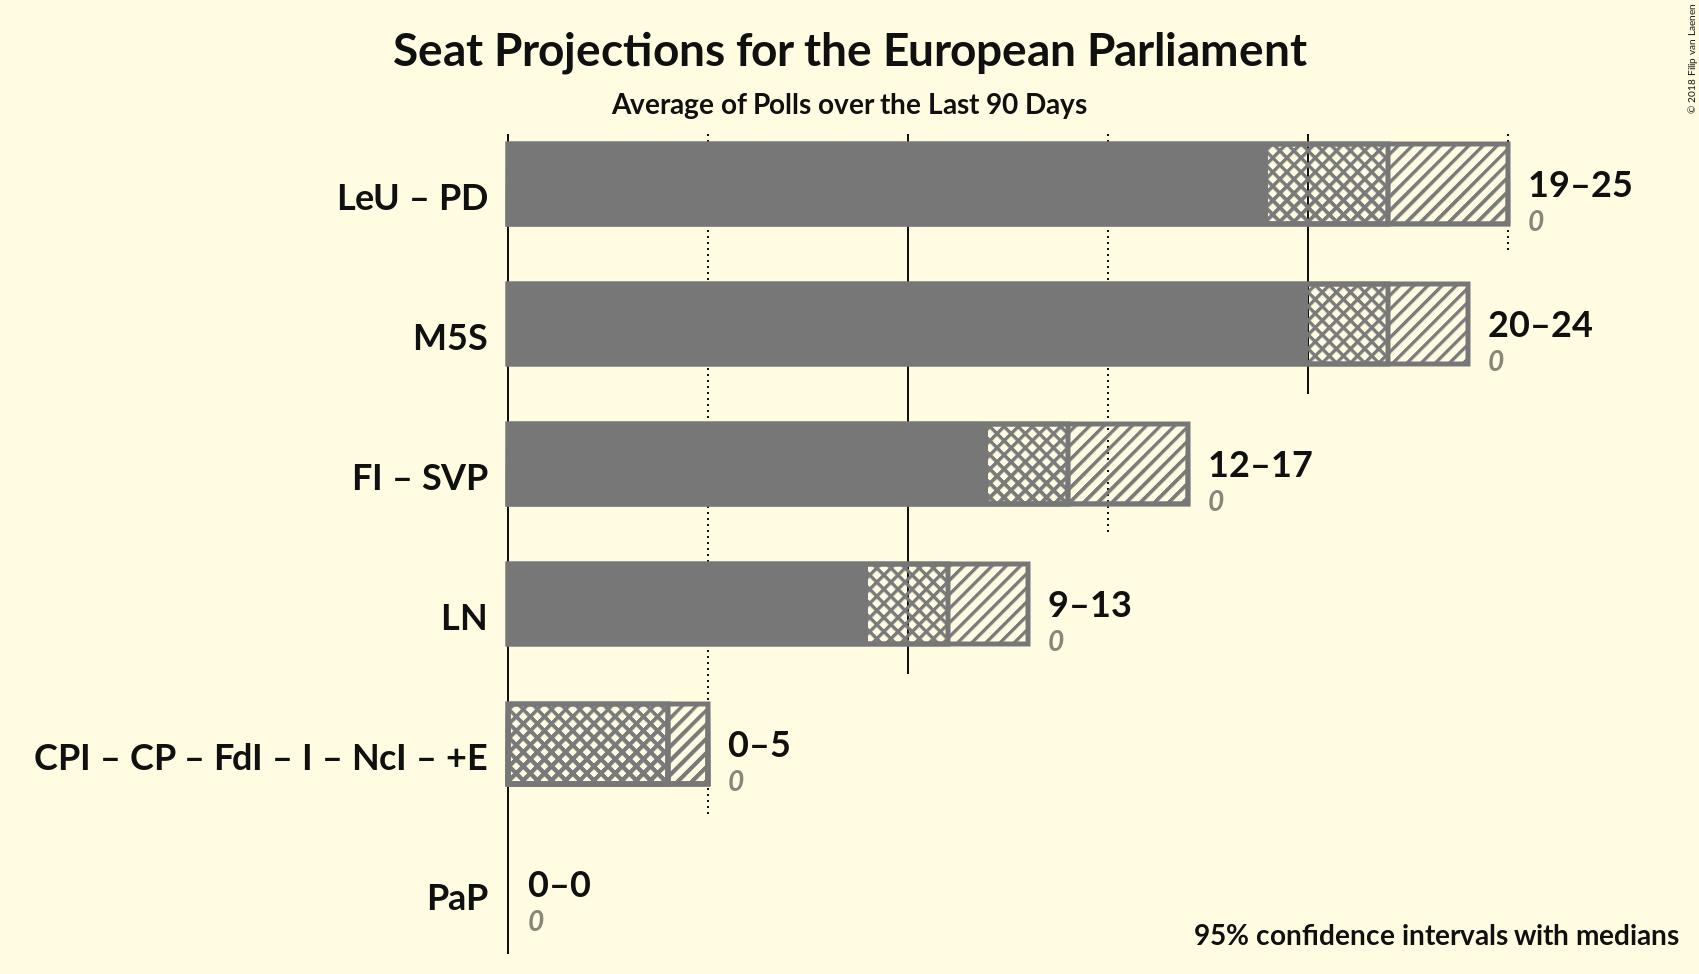 Seat Projections for the European Parliament
Average of Polls over the Last 90 Days
© 2018 Filip van Laenen
LeU – PD
19–25
0
M5S
20–24
0
FI – SVP
12–17
0
LN
9–13
0
CPI – CP – FdI – I – NcI – +E
0–5
0
PaP
0–0
0
95% confidence intervals with medians